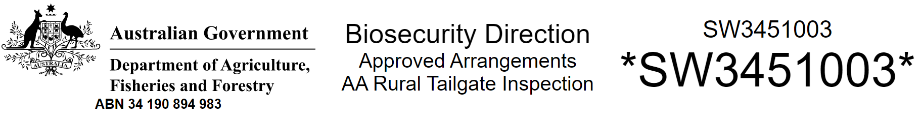 Australian Government
Department of Agriculture,
Fisheries and Forestry
ABN 34 190 894 983
Biosecurity Direction
Approved Arrangements
AA Rural Tailgate Inspection
SW3451003
*SW3451003*
AUSTRALIA